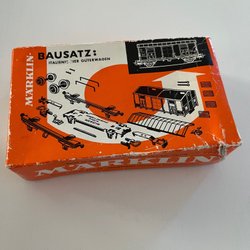 MÄRKLIN
BAUSATZ:
ITALIENISCHER GÜTERWAGEN
MÄRKLIN